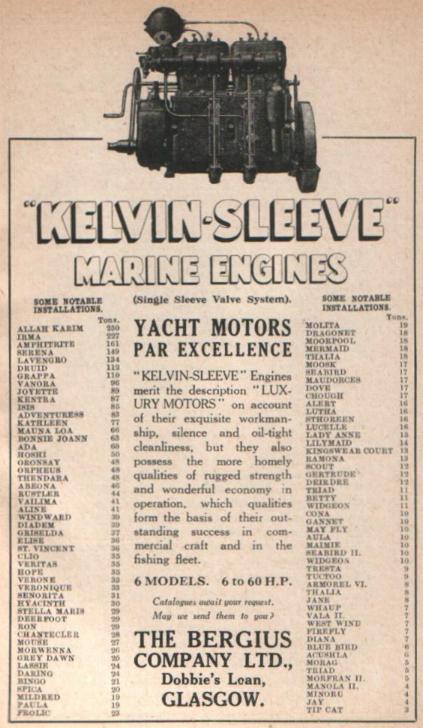 "KELVIN-SLEEVE"
MARINE ENGINES
SOME NOTABLE
INSTALLATIONS.
Tons.
ALLAH KARIM 250
IRMA 227
AMPHITRITE 161
SERENA 149
LAVENGRO 134
DRUID 112
GRAPPA 110
VANORA 96
JOYETTE 89
KENTRA 87
ISIS 85
ADVENTURESS 83
KATHLEEN 77
MAUNA LOA 66
BONNIE JOANN 63
ADA 60
HOSHI 50
ORONSAY 48
ORPHEUS 48
THENDARA 48
ABEONA 46
RUSTLER 44
VAILIMA 41
ALINE 41
WINDWARD 39
DIADEM 39
GRISELDA 37
ELISE 36
ST. VINCENT 36
CLIO 35
VERITAS 35
HOPE 35
VERONE 33
VERONIQUE 33
SENORITA 31
HYACINTH 30
STELLA MARIS 29
DEERFOOT 29
RON 29
CHANTECLER 28
MOUSE 27
MORWENNA 26
GREY DAWN 25
LASSIE 24
DARING 24
BINGO 21
SPICA 20
MILDRED 19
PAULA 19
FROLIC 23
(Single Sleeve Valve System).
YACHT MOTORS
PAR EXCELLENCE
"KELVIN-SLEEVE" Engines
merit the description "LUX-
URY MOTORS" on account
of their exquisite workman-
ship, silence and oil-tight
cleanliness, but they also
possess the more homely
qualities of rugged strength
and wonderful economy in
operation, which qualities
form the basis of their out-
standing success in com-
mercial craft and in the
fishing fleet.
6 MODELS. 6 to 60 H.P.
Catalogues await your request.
May we send them to you?
THE BERGIUS
COMPANY LTD.,
Dobbie's Loan,
GLASGOW.
SOME NOTABLE
INSTALLATIONS.
Tons.
MOLITA 19
DRAGONET 18
MOORPOOL 18
MERMAID 18
THALIA 18
MOOSK 17
SEABIRD 17
MAUDORCES 17
DOVE 17
CHOUGH 17
ALERT 16
LUTHA 16
STHOREEN 16
LUCELLE 16
LADY ANNE 15
LILYMAID 14
KINGSWEAR COURT 13
RAMONA 13
SCOUT 12
GERTRUDE 12
DEIRDRE 12
TRIAD 11
BETTY 11
WIDGEON 11
CONA 10
GANNET 10
MAY FLY 10
AULA 10
MAIMIE 10
SEABIRD II. 10
WIDGEON 10
TRESTA 9
TUCTOO 9
ARMOREL VI. 8
THALIA 8
JANE 8
WHAUP 7
VALA II. 7
WEST WIND 7
FIREFLY 7
DIANA 7
BLUE BIRD 6
ACUSHLA 6
MORAG 5
TRIAD 5
MORFRAN II. 5
MANOLA II. 4
MINORU 4
JAY 4
TIP CAT 3